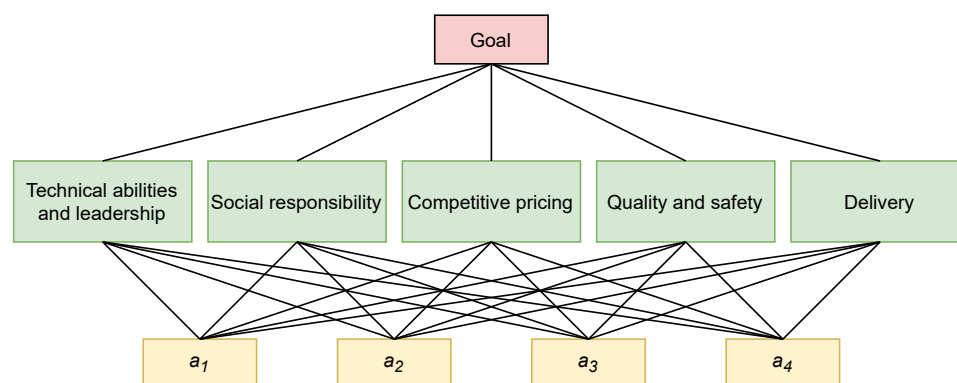 Goal
Technical abilities
and leadership
Social responsibility
Competitive pricing
Quality and safety
Delivery
a1
a2
a3
a4